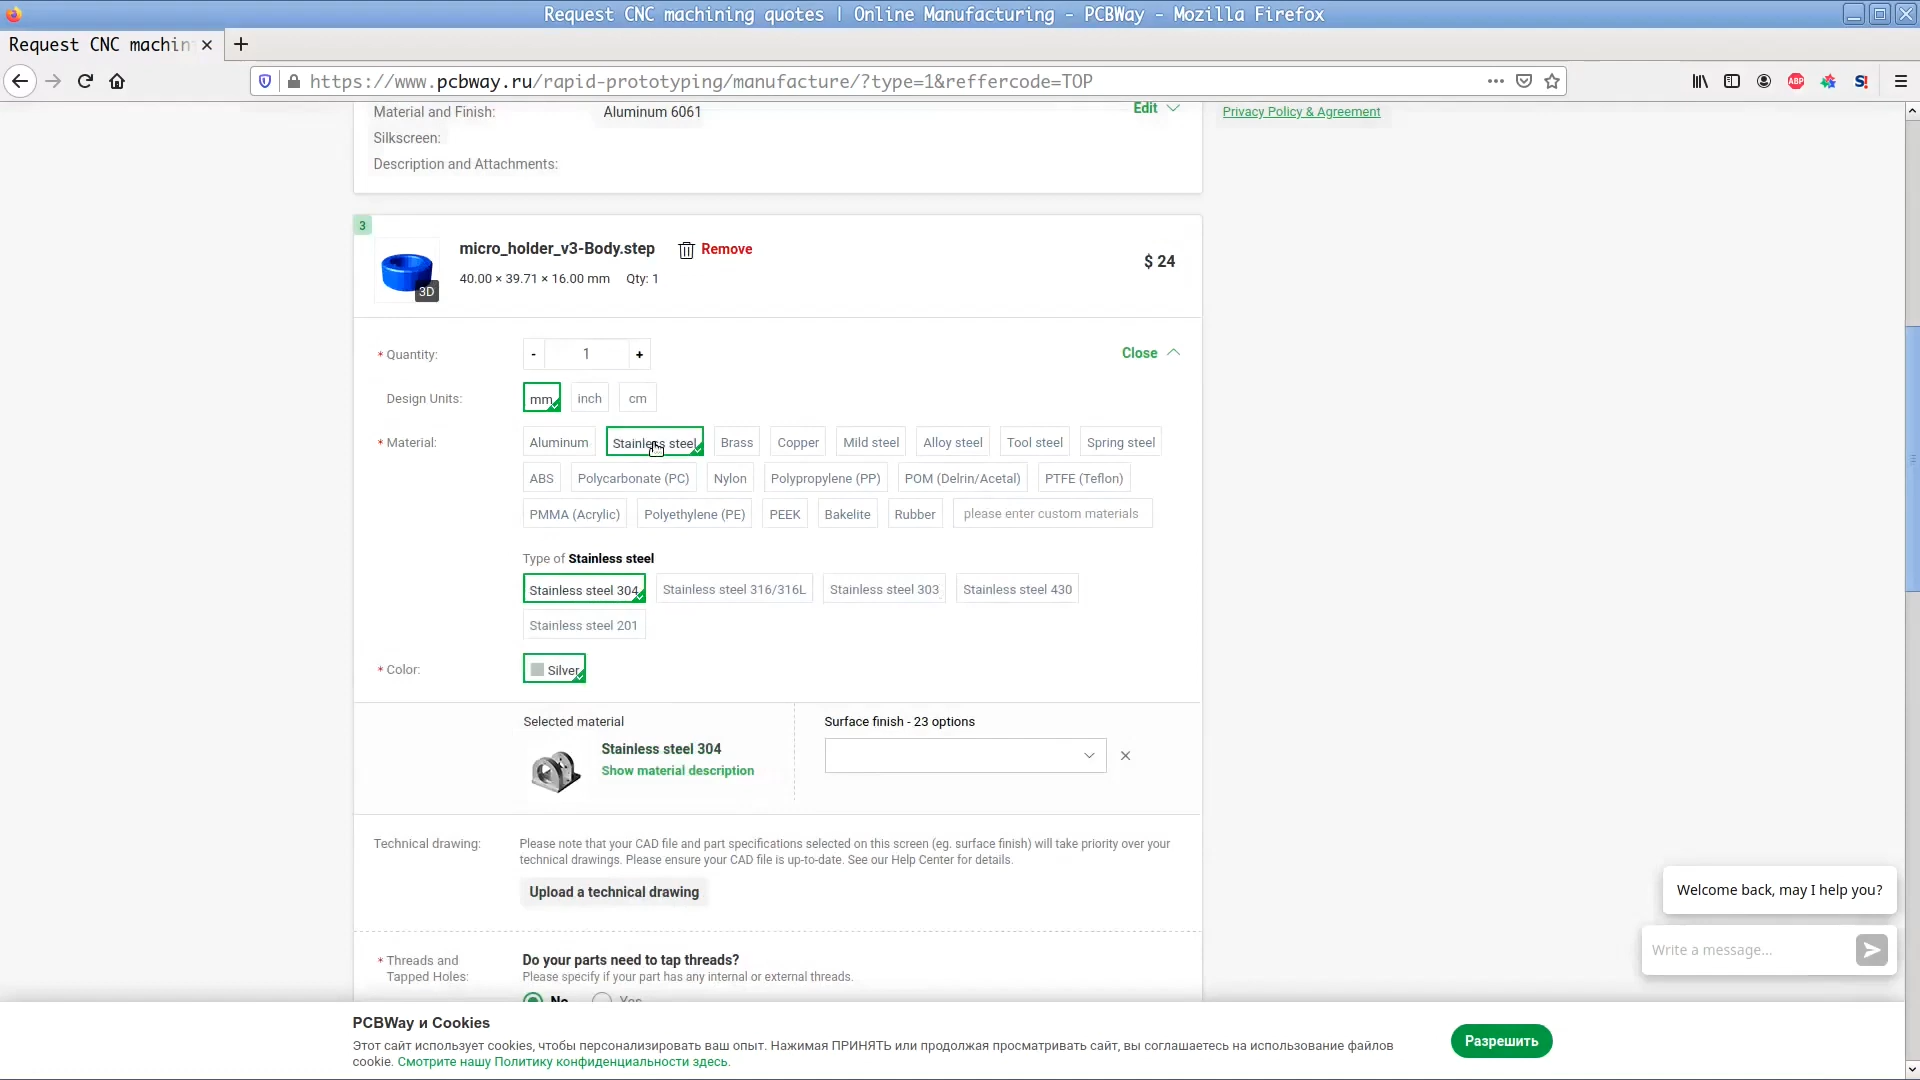 Request CNC machining quotes | Online Manufacturing - PCBWay - Mozilla Firefox
Request CNC machin
https://www.pcbway.ru/rapid-prototyping/manufacture/?type=1&reffercode=TOP
ABP
S!
Material and Finish: Aluminum 6061
Edit
Privacy Policy & Agreement
Silkscreen:
Description and Attachments:
3
micro_holder_v3-Body.step
Remove
40.00 × 39.71 × 16.00 mm Qty: 1
$ 24
3D
* Quantity: - 1 +
Close
Design Units: mm inch cm
* Material: Aluminum Stainless steel Brass Copper Mild steel Alloy steel Tool steel Spring steel
ABS Polycarbonate (PC) Nylon Polypropylene (PP) POM (Delrin/Acetal) PTFE (Teflon)
PMMA (Acrylic) Polyethylene (PE) PEEK Bakelite Rubber please enter custom materials
Type of Stainless steel
Stainless steel 304 Stainless steel 316/316L Stainless steel 303 Stainless steel 430
Stainless steel 201
* Color: Silver
Selected material
Surface finish - 23 options
Stainless steel 304
Show material description
Technical drawing: Please note that your CAD file and part specifications selected on this screen (eg. surface finish) will take priority over your
technical drawings. Please ensure your CAD file is up-to-date. See our Help Center for details.
Upload a technical drawing
Welcome back, may I help you?
Write a message...
* Threads and
Tapped Holes:
Do your parts need to tap threads?
Please specify if your part has any internal or external threads.
No Yes
PCBWay и Cookies
Этот сайт использует cookies, чтобы персонализировать ваш опыт. Нажимая ПРИНЯТЬ или продолжая просматривать сайт, вы соглашаетесь на использование файлов
cookie. Смотрите нашу Политику конфиденциальности здесь.
Разрешить